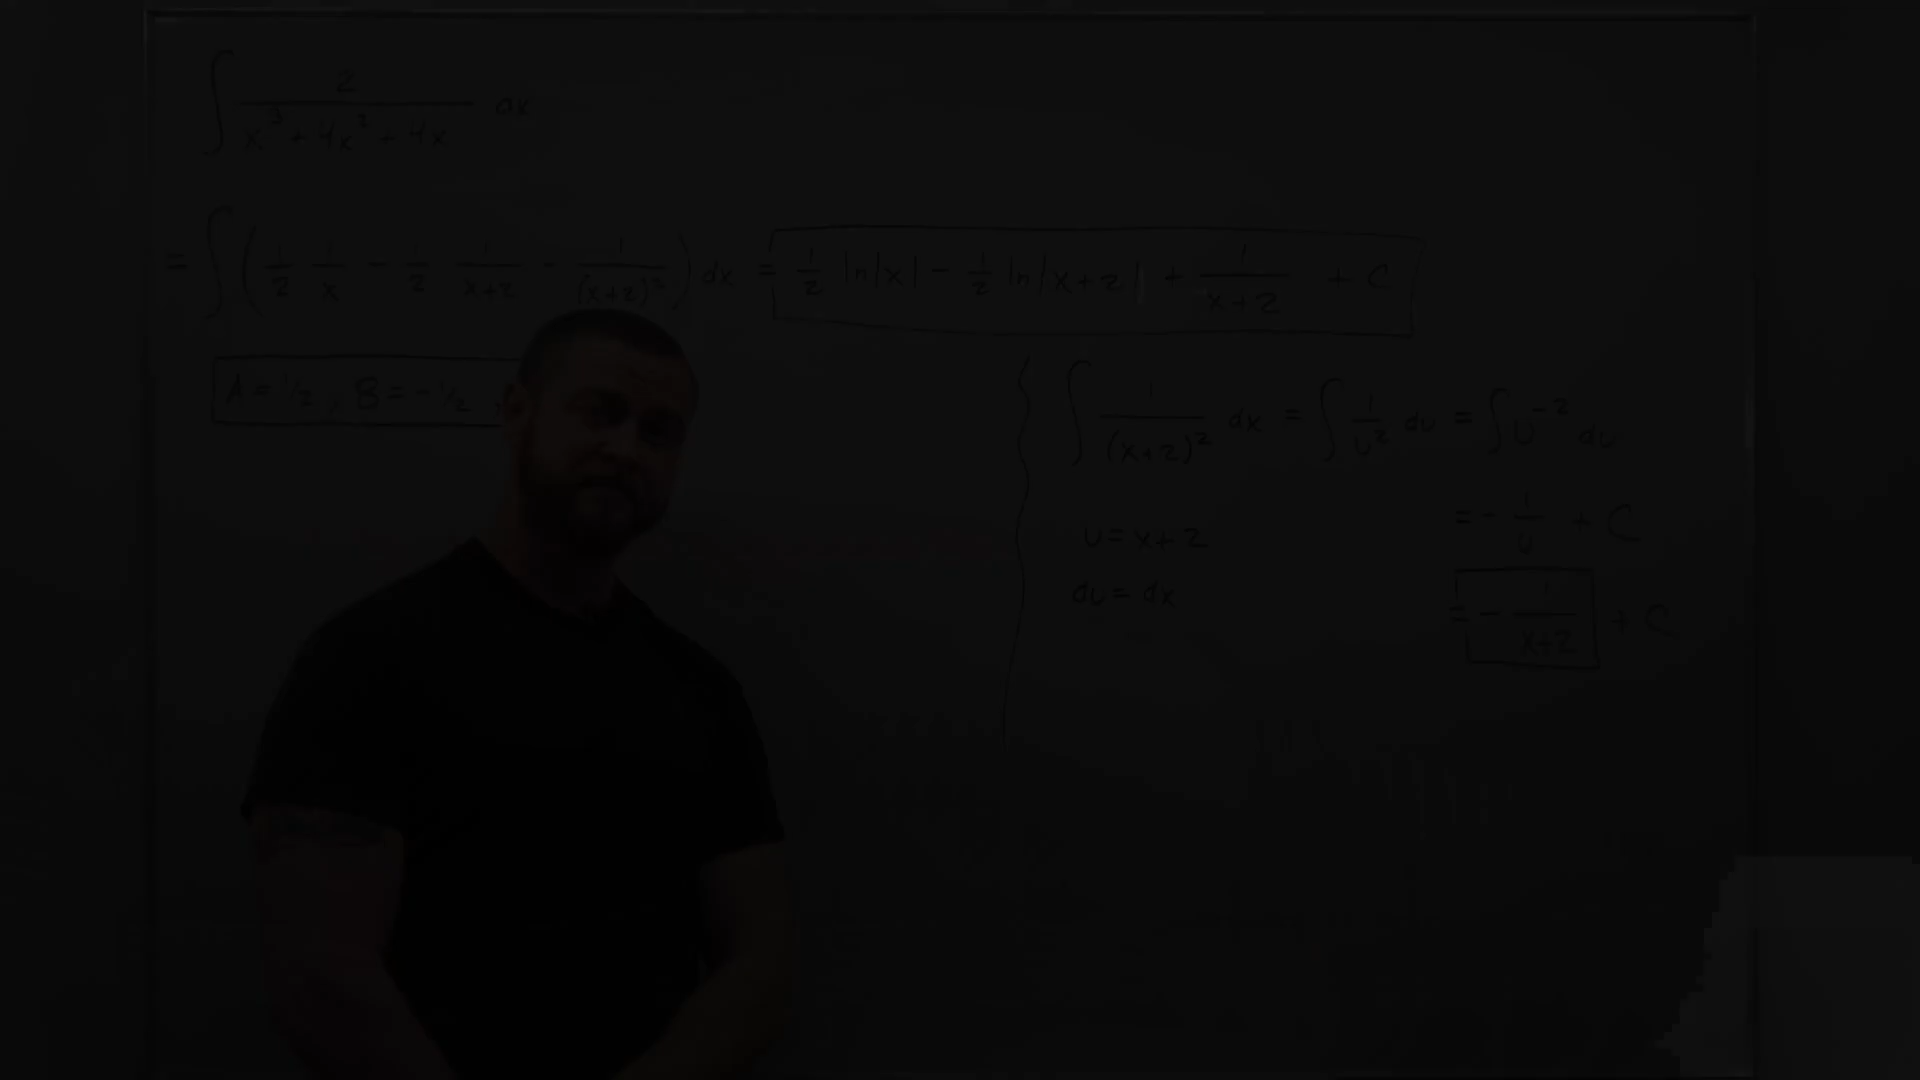 ∫ 2 / (x³ + 4x² + 4x) dx
= ∫ ( 1/2 1/x - 1/2 1/(x+2) - 1/(x+2)² ) dx = 1/2 ln|x| - 1/2 ln|x+2| + 1/(x+2) + C
A = 1/2 , B = -1/2 ,
∫ 1/(x+2)² dx = ∫ 1/u² du = ∫ u⁻² du
= - 1/u + C
u = x+2
du = dx
= - 1/(x+2) + C